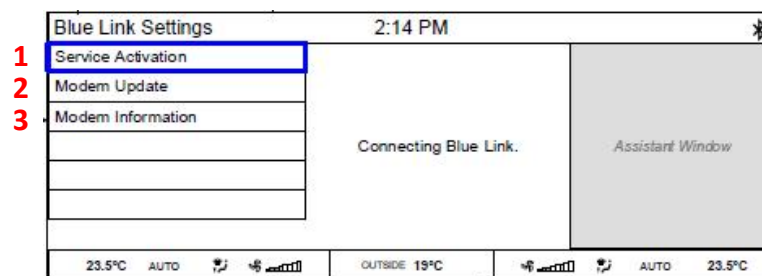 Blue Link Settings 2:14 PM
1 Service Activation
2 Modem Update
3 Modem Information
Connecting Blue Link. Assistant Window
23.5°C AUTO OUTSIDE 19°C AUTO 23.5°C